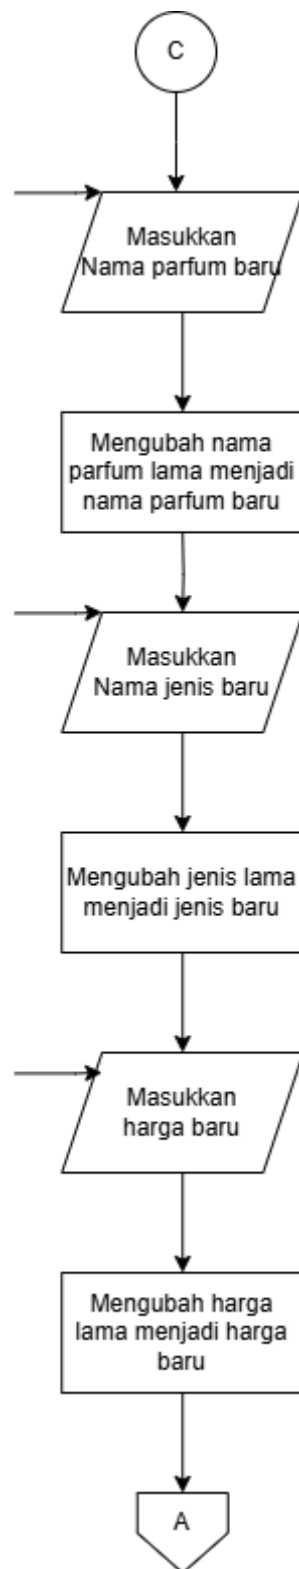 C
Masukkan
Nama parfum baru
Mengubah nama
parfum lama menjadi
nama parfum baru
Masukkan
Nama jenis baru
Mengubah jenis lama
menjadi jenis baru
Masukkan
harga baru
Mengubah harga
lama menjadi harga
baru
A